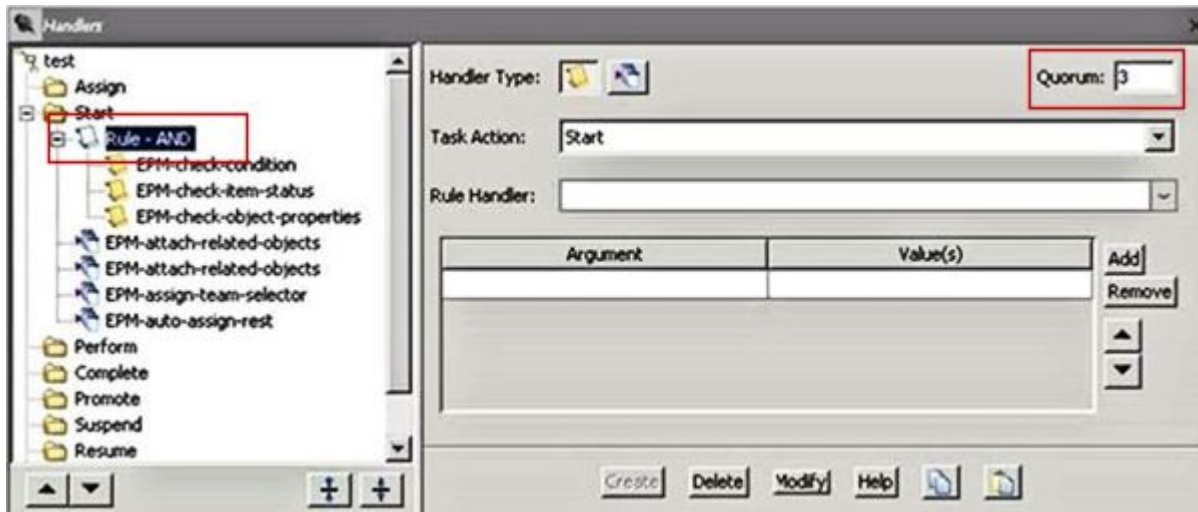 Handlers
test
Assign
Start
Rule - AND
EPM-check-condition
EPM-check-item-status
EPM-check-object-properties
EPM-attach-related-objects
EPM-attach-related-objects
EPM-assign-team-selector
EPM-auto-assign-rest
Perform
Complete
Promote
Suspend
Resume
Handler Type:
Quorum: 3
Task Action: Start
Rule Handler:
Argument Value(s)
Add
Remove
Create Delete Modify Help